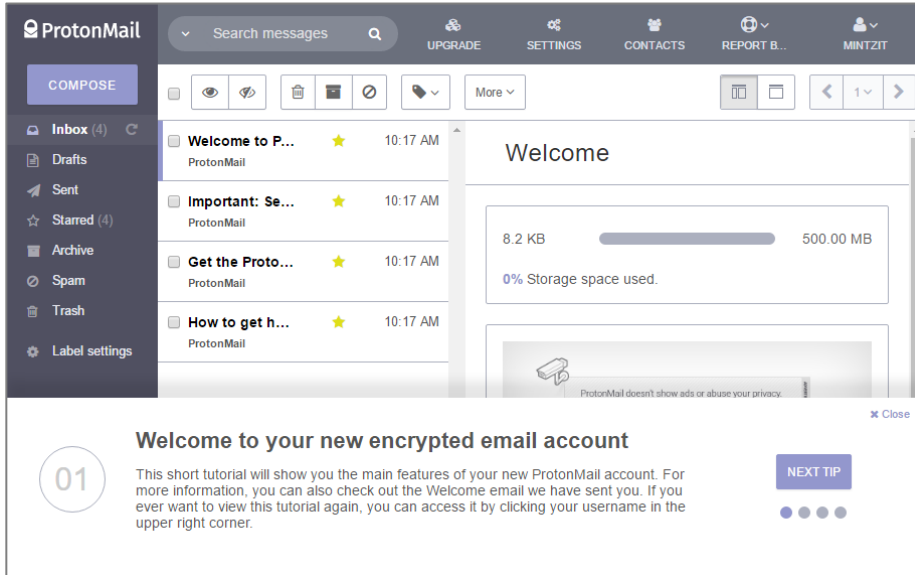 ProtonMail
Search messages
UPGRADE
SETTINGS
CONTACTS
REPORT B...
MINTZIT
COMPOSE
More
1
Inbox (4)
Drafts
Sent
Starred (4)
Archive
Spam
Trash
Label settings
Welcome to P... 10:17 AM
ProtonMail
Important: Se... 10:17 AM
ProtonMail
Get the Proto... 10:17 AM
ProtonMail
How to get h... 10:17 AM
ProtonMail
Welcome
8.2 KB 500.00 MB
0% Storage space used.
ProtonMail doesn't show ads or abuse your privacy.
Close
01
Welcome to your new encrypted email account
This short tutorial will show you the main features of your new ProtonMail account. For
more information, you can also check out the Welcome email we have sent you. If you
ever want to view this tutorial again, you can access it by clicking your username in the
upper right corner.
NEXT TIP